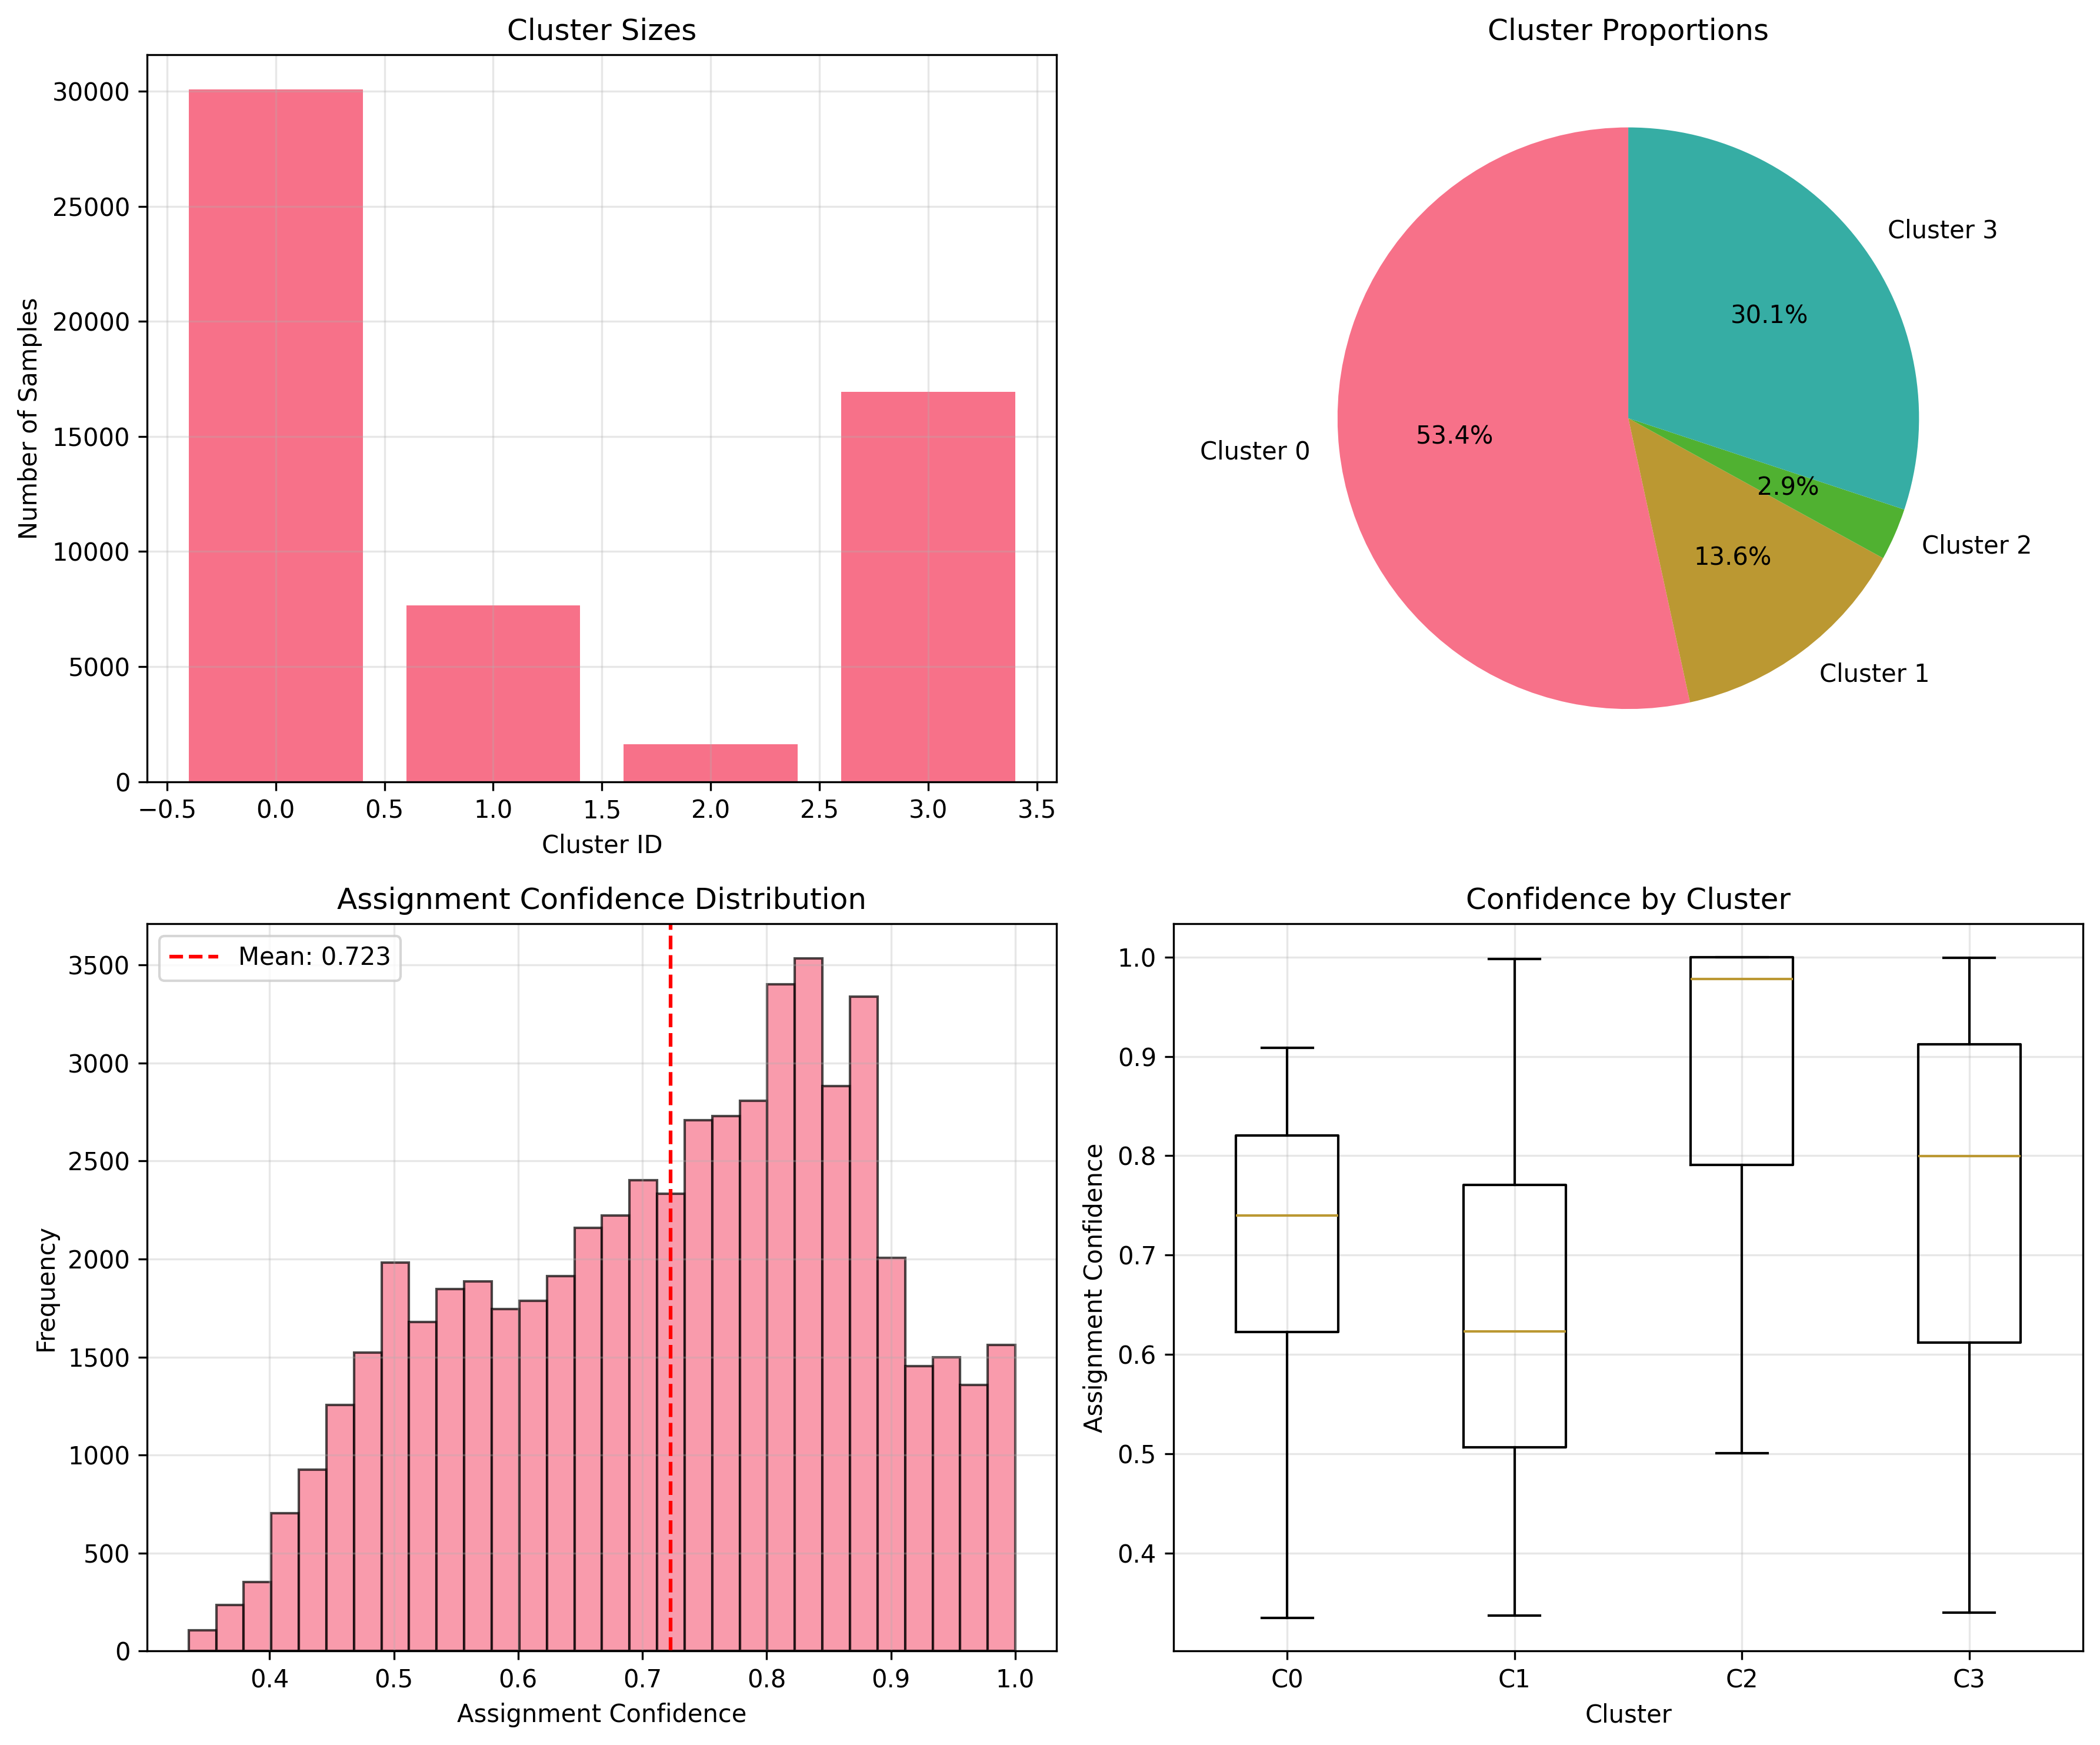 Cluster Sizes
30000
25000
20000
15000
10000
5000
0
Number of Samples
−0.5 0.0 0.5 1.0 1.5 2.0 2.5 3.0 3.5
Cluster ID
Cluster Proportions
Cluster 3
30.1%
53.4%
Cluster 0
2.9%
Cluster 2
13.6%
Cluster 1
Assignment Confidence Distribution
Mean: 0.723
3500
3000
2500
2000
1500
1000
500
0
Frequency
0.4 0.5 0.6 0.7 0.8 0.9 1.0
Assignment Confidence
Confidence by Cluster
1.0
0.9
0.8
0.7
0.6
0.5
0.4
Assignment Confidence
C0 C1 C2 C3
Cluster